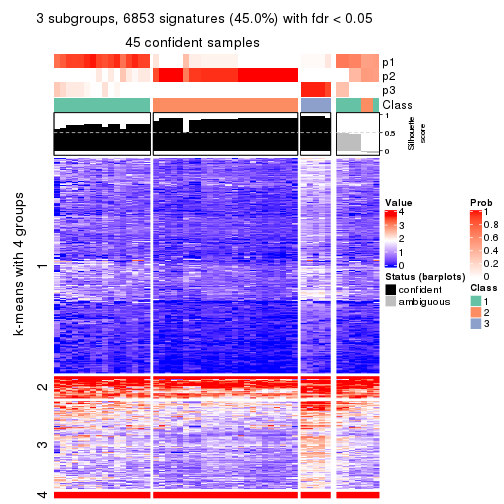 3 subgroups, 6853 signatures (45.0%) with fdr < 0.05
45 confident samples
p1
p2
p3
Class
1
0.5
0
Silhouette
score
k-means with 4 groups
1
2
3
4
Value
4
3
2
1
0
Status (barplots)
confident
ambiguous
Prob
1
0.8
0.6
0.4
0.2
0
Class
1
2
3